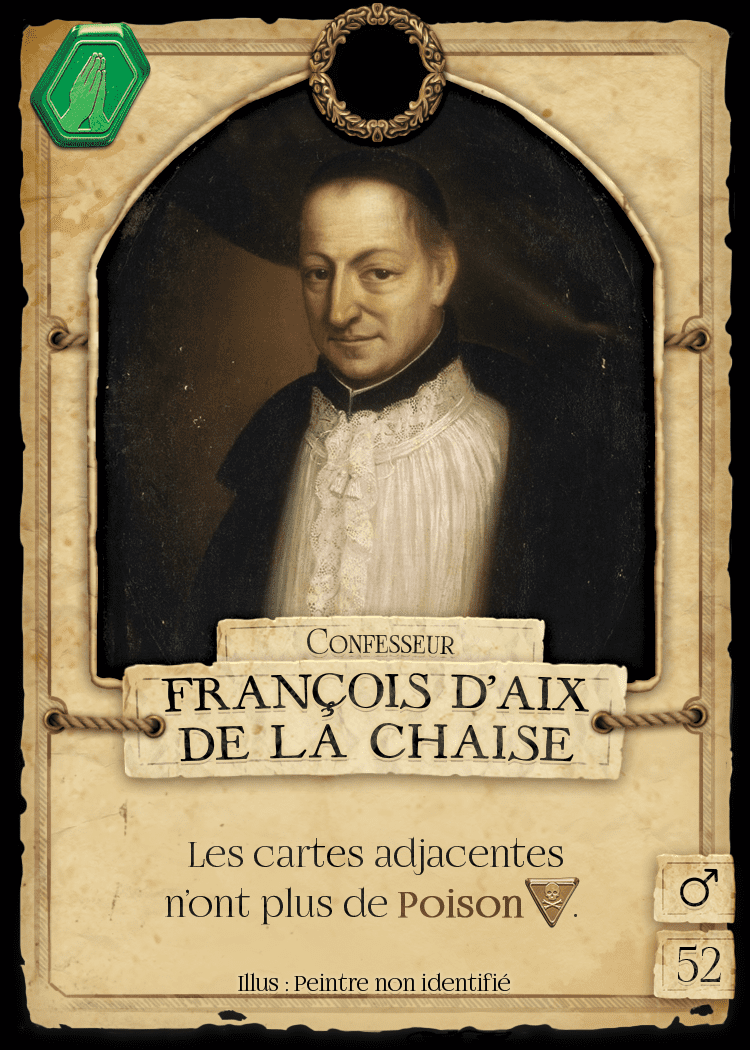 Confesseur
FRANÇOIS D'AIX
DE LA CHAISE
Les cartes adjacentes
n'ont plus de Poison .
♂
52
Illus : Peintre non identifié